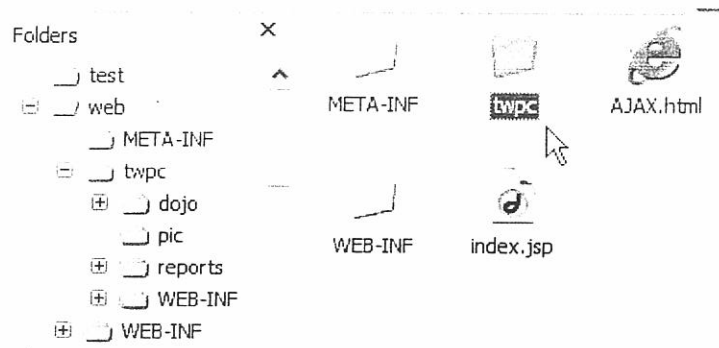 Folders
test
web
META-INF
twpc
dojo
pic
reports
WEB-INF
WEB-INF
META-INF
twpc
AJAX.html
WEB-INF
index.jsp